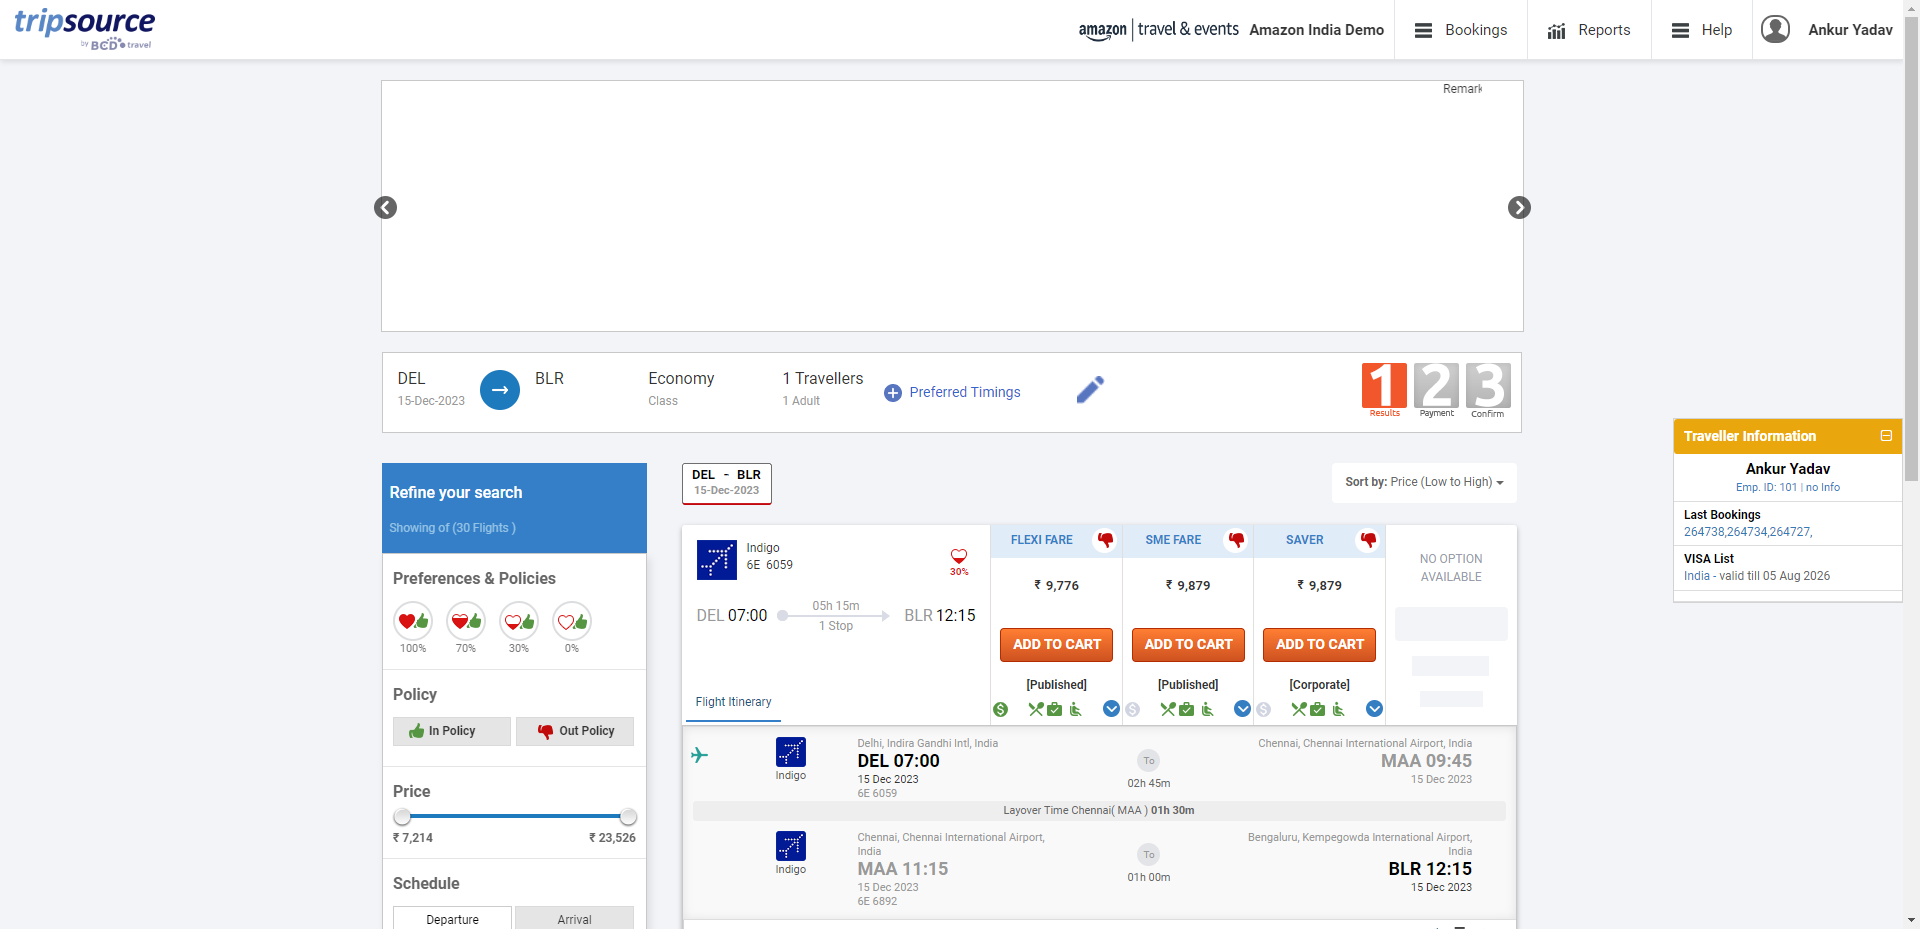 tripsource
by BCD travel
amazon | travel & events Amazon India Demo
Bookings
Reports
Help
Ankur Yadav
Remark
DEL
15-Dec-2023
BLR
Economy
Class
1 Travellers
1 Adult
Preferred Timings
1 2 3
Results Payment Confirm
Traveller Information
Ankur Yadav
Emp. ID: 101 | no Info
Last Bookings
264738,264734,264727,
VISA List
India - valid till 05 Aug 2026
Refine your search
Showing of (30 Flights )
Preferences & Policies
100% 70% 30% 0%
Policy
In Policy Out Policy
Price
₹ 7,214 ₹ 23,526
Schedule
Departure Arrival
DEL - BLR
15-Dec-2023
Sort by: Price (Low to High)
Indigo
6E 6059
30%
DEL 07:00
05h 15m
1 Stop
BLR 12:15
Flight Itinerary
FLEXI FARE
₹ 9,776
ADD TO CART
[Published]
SME FARE
₹ 9,879
ADD TO CART
[Published]
SAVER
₹ 9,879
ADD TO CART
[Corporate]
NO OPTION
AVAILABLE
Indigo
Delhi, Indira Gandhi Intl, India
DEL 07:00
15 Dec 2023
6E 6059
To
02h 45m
Chennai, Chennai International Airport, India
MAA 09:45
15 Dec 2023
Layover Time Chennai( MAA ) 01h 30m
Indigo
Chennai, Chennai International Airport,
India
MAA 11:15
15 Dec 2023
6E 6892
To
01h 00m
Bengaluru, Kempegowda International Airport,
India
BLR 12:15
15 Dec 2023